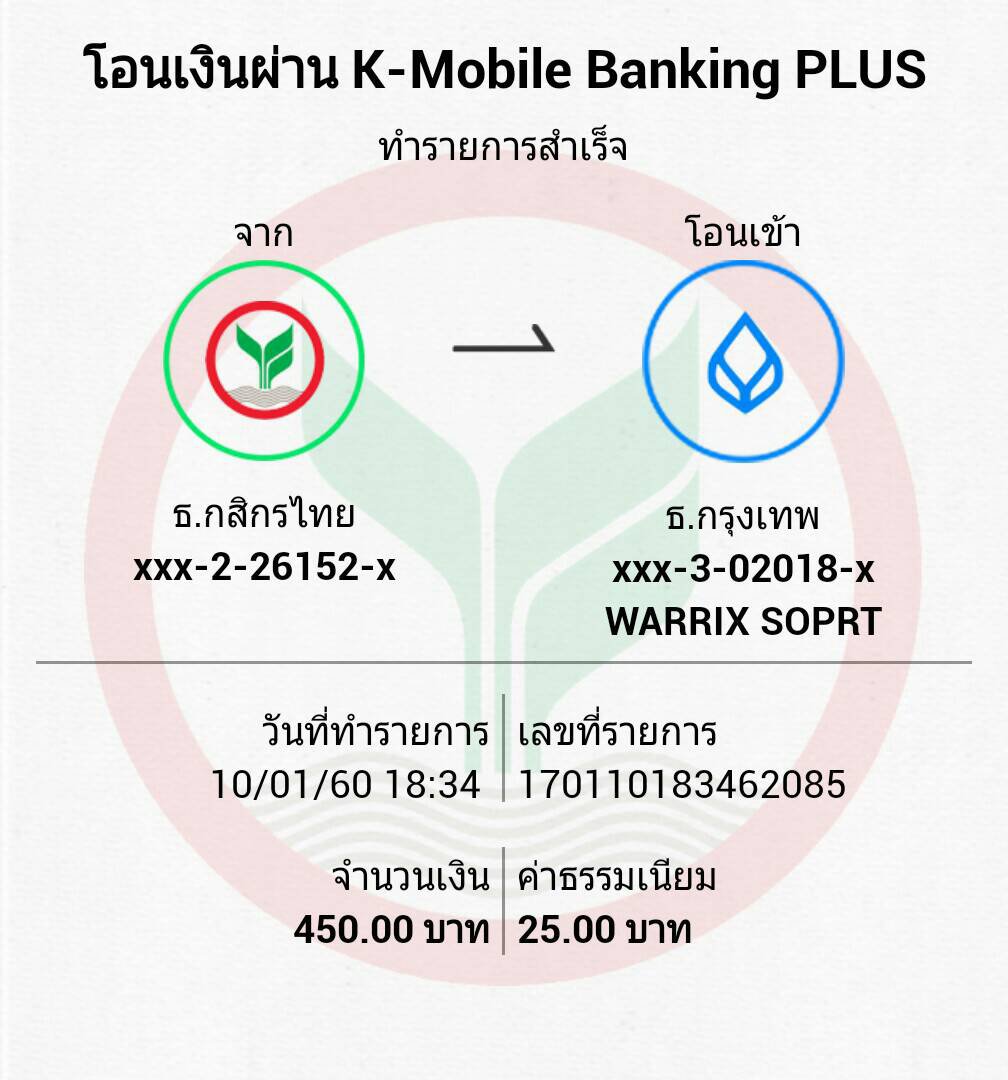 โอนเงินผ่าน K-Mobile Banking PLUS
ทำรายการสำเร็จ
จาก
โอนเข้า
ธ.กสิกรไทย
xxx-2-26152-x
ธ.กรุงเทพ
xxx-3-02018-x
WARRIX SOPRT
วันที่ทำรายการ
10/01/60 18:34
เลขที่รายการ
170110183462085
จำนวนเงิน
450.00 บาท
ค่าธรรมเนียม
25.00 บาท